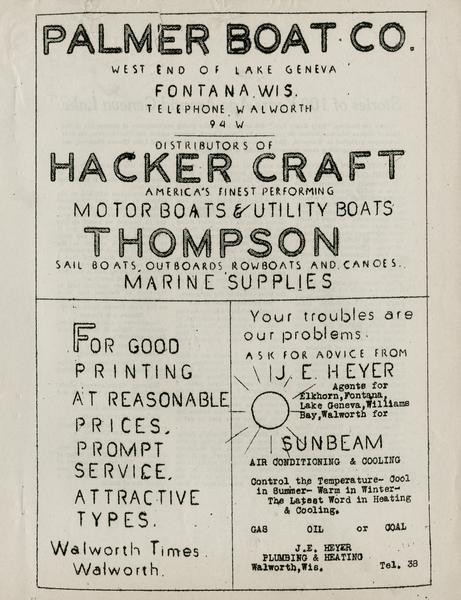 PALMER BOAT CO.
WEST END OF LAKE GENEVA
FONTANA, WIS.
TELEPHONE WALWORTH
94 W
DISTRIBUTORS OF
HACKER CRAFT
AMERICA'S FINEST PERFORMING
MOTOR BOATS & UTILITY BOATS
THOMPSON
SAIL BOATS, OUTBOARDS, ROWBOATS AND CANOES.
MARINE SUPPLIES
FOR GOOD
PRINTING
AT REASONABLE
PRICES.
PROMPT
SERVICE.
ATTRACTIVE
TYPES.
Walworth Times.
Walworth.
Your troubles are
our problems.
ASK FOR ADVICE FROM
J. E. HEYER
Agents for
Elkhorn, Fontana,
Lake Geneva, Williams
Bay, Walworth for
SUNBEAM
AIR CONDITIONING & COOLING
Control the Temperature- Cool
in Summer- Warm in Winter-
The Latest Word in Heating
& Cooling.
GAS OIL or COAL
J.E. HEYER
PLUMBING & HEATING
Walworth, Wis. Tel. 38